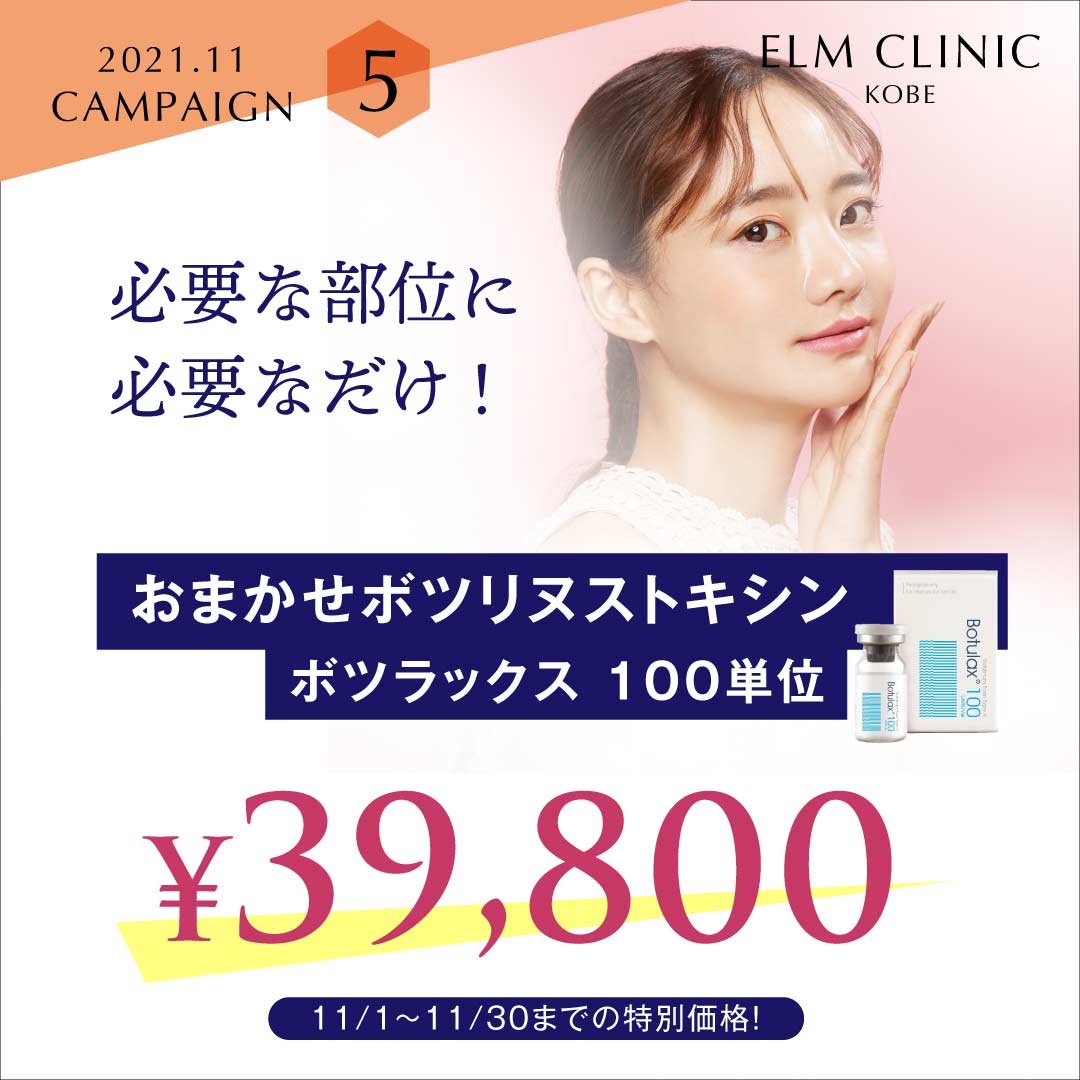 2021.11
CAMPAIGN
5
ELM CLINIC
KOBE
必要な部位に
必要なだけ！
おまかせボツリヌストキシン
ボツラックス 100単位
Botulax® 100
Botulax® 100
¥39,800
11/1～11/30までの特別価格!